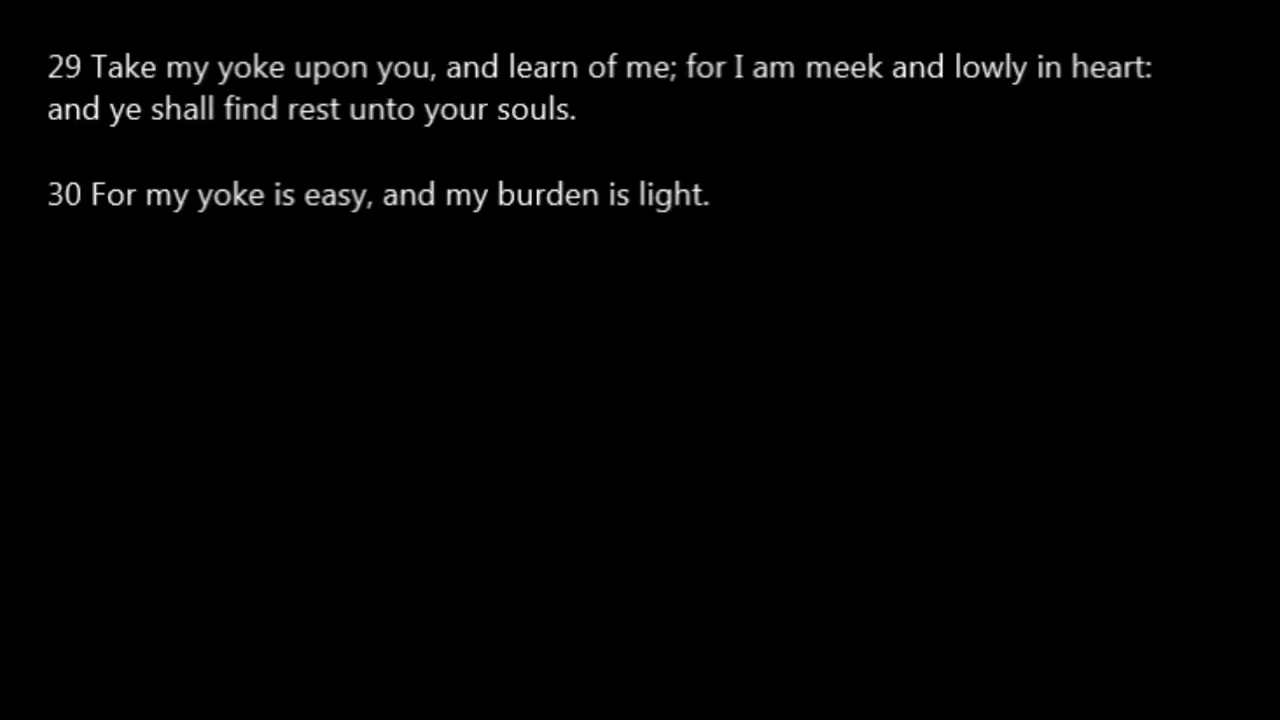 29 Take my yoke upon you, and learn of me; for I am meek and lowly in heart:
and ye shall find rest unto your souls.
30 For my yoke is easy, and my burden is light.